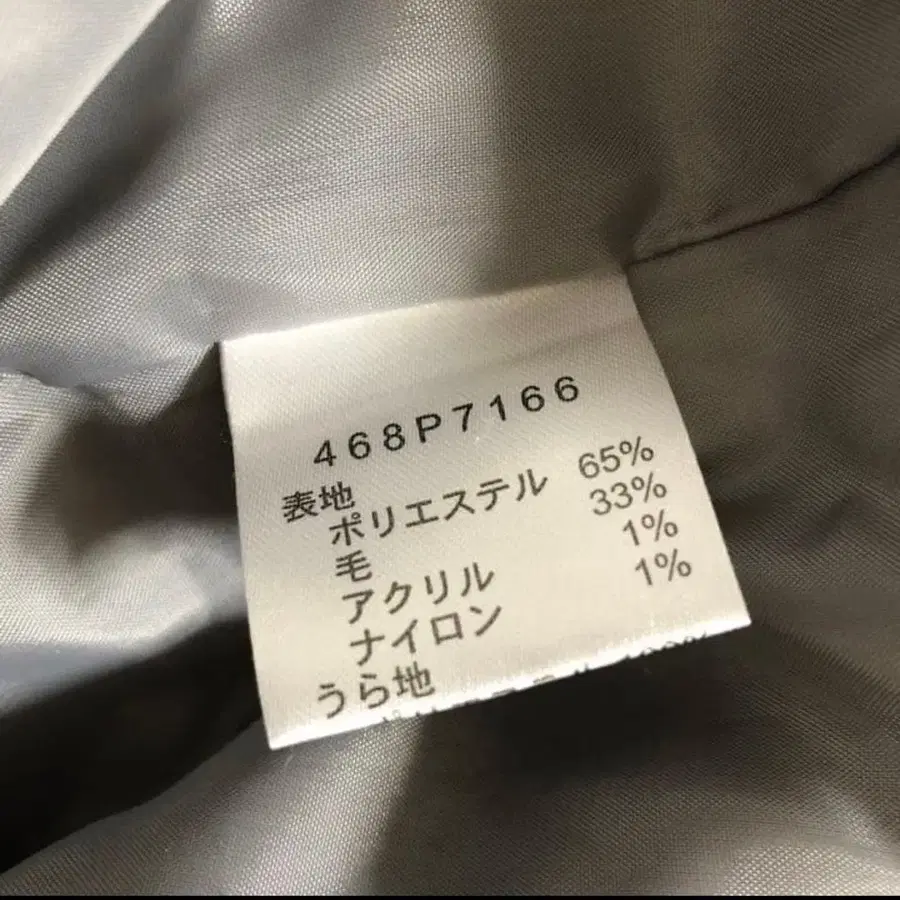 468P7166
表地
ポリエステル 65%
毛 33%
アクリル 1%
ナイロン 1%
うら地